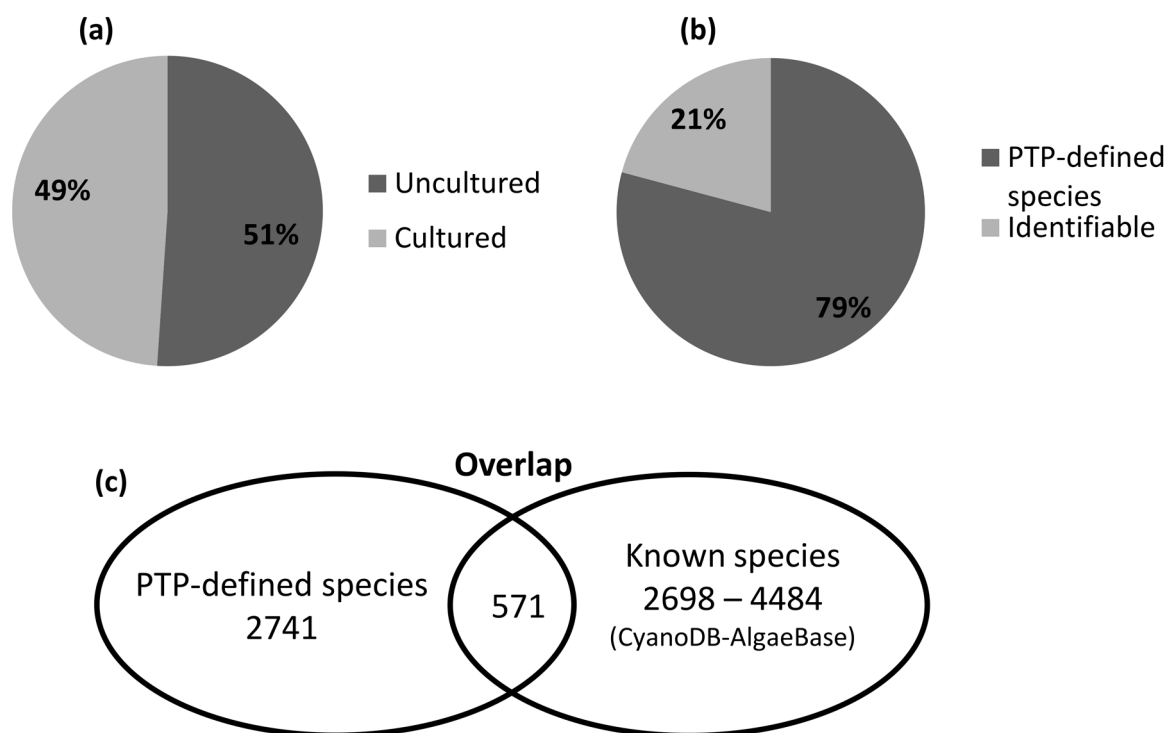 (a)
49%
51%
Uncultured
Cultured
(b)
21%
79%
PTP-defined
species
Identifiable
(c)
Overlap
PTP-defined species
2741
571
Known species
2698 – 4484
(CyanoDB-AlgaeBase)